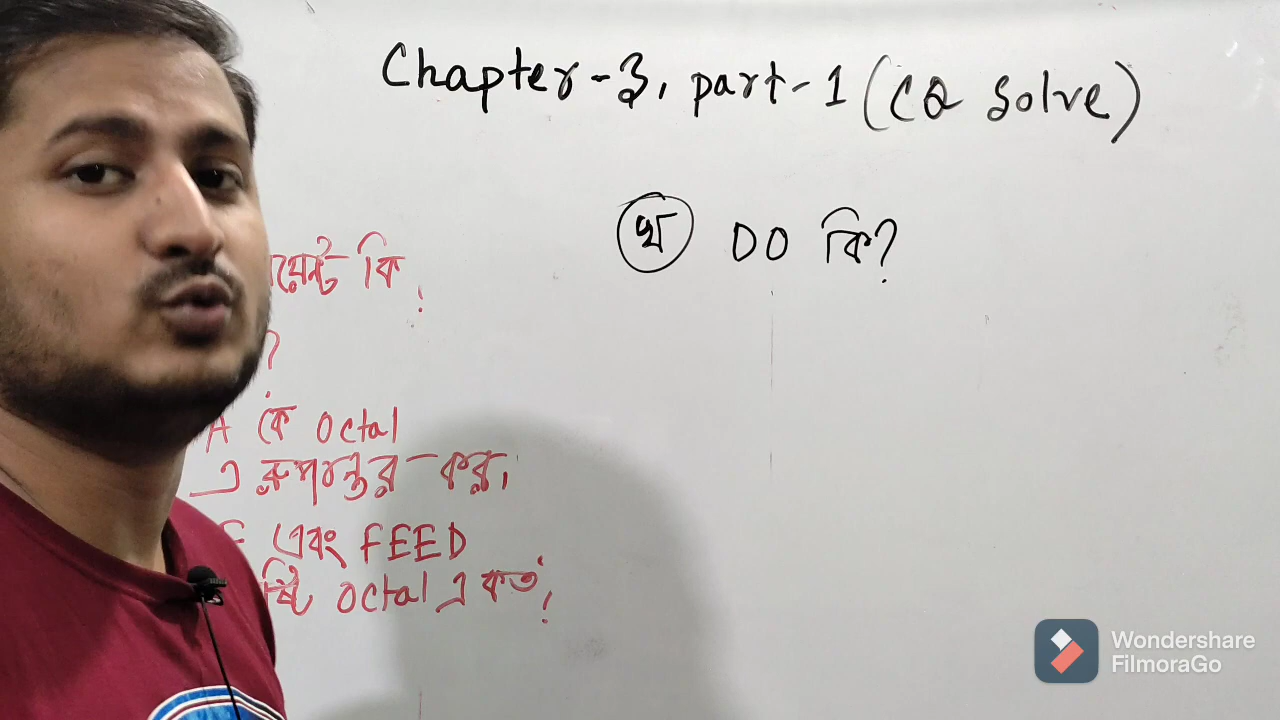 Chapter-3, part-1 (CQ Solve)
খ DO কি?
মেন্ট কি
?
A কে octal
এ রুপান্তর কর।
F এবং FEED
octal এ কত?
Wondershare
FilmoraGo